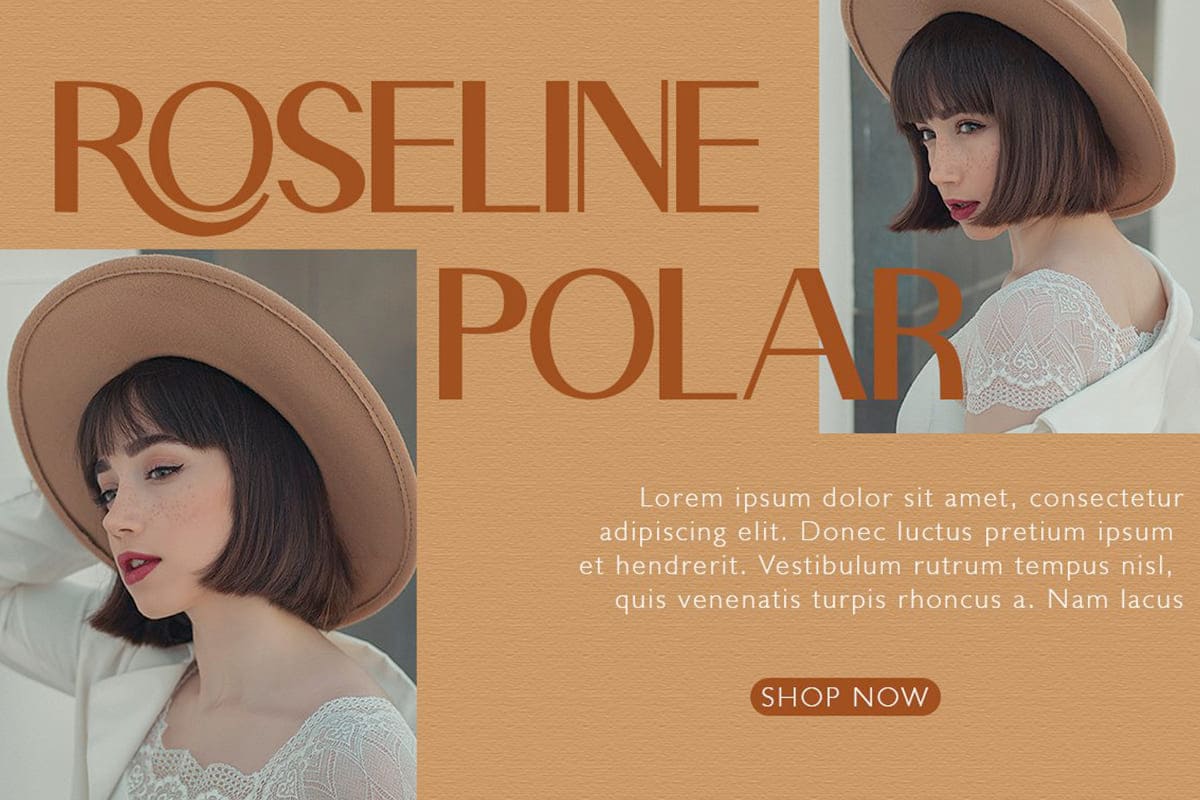 ROSELINE
POLAR
Lorem ipsum dolor sit amet, consectetur
adipiscing elit. Donec luctus pretium ipsum
et hendrerit. Vestibulum rutrum tempus nisl,
quis venenatis turpis rhoncus a. Nam lacus
SHOP NOW